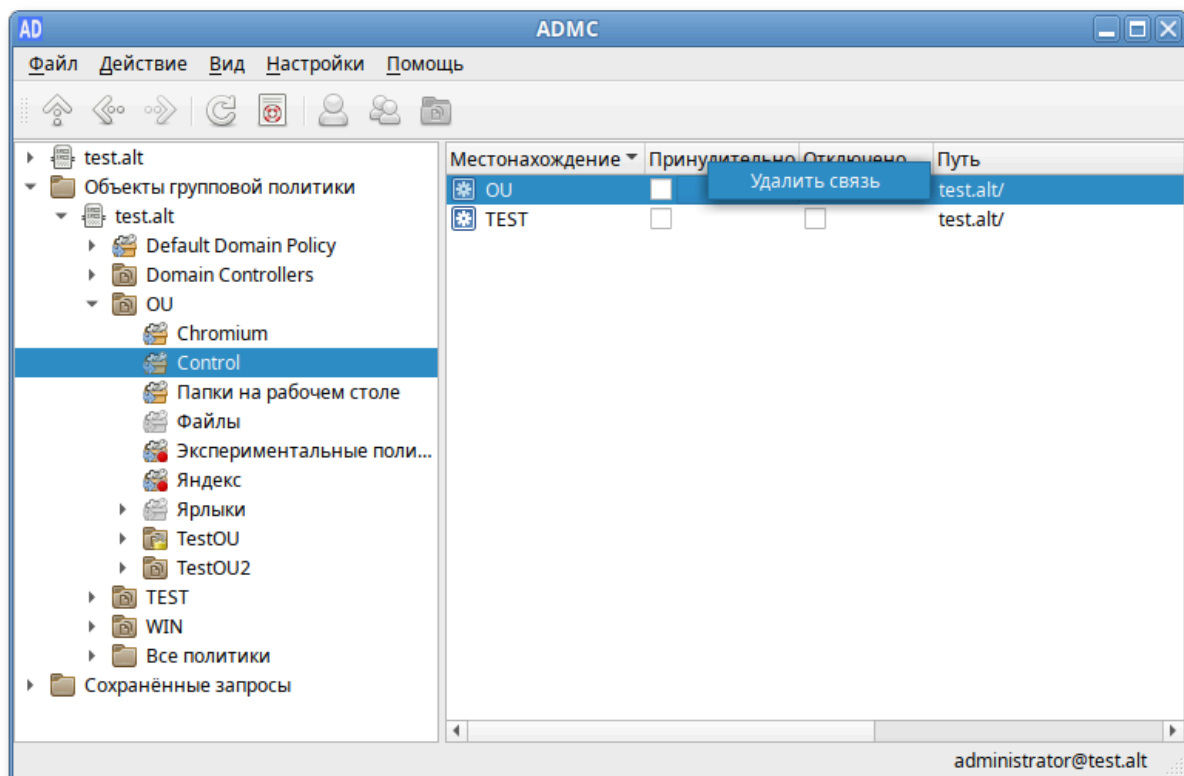 AD ADMC
Файл Действие Вид Настройки Помощь
test.alt
Объекты групповой политики
test.alt
Default Domain Policy
Domain Controllers
OU
Chromium
Control
Папки на рабочем столе
Файлы
Экспериментальные поли...
Яндекс
Ярлыки
TestOU
TestOU2
TEST
WIN
Все политики
Сохранённые запросы
Местонахождение Принудительно Отключено Путь
Удалить связь
OU test.alt/
TEST test.alt/
administrator@test.alt